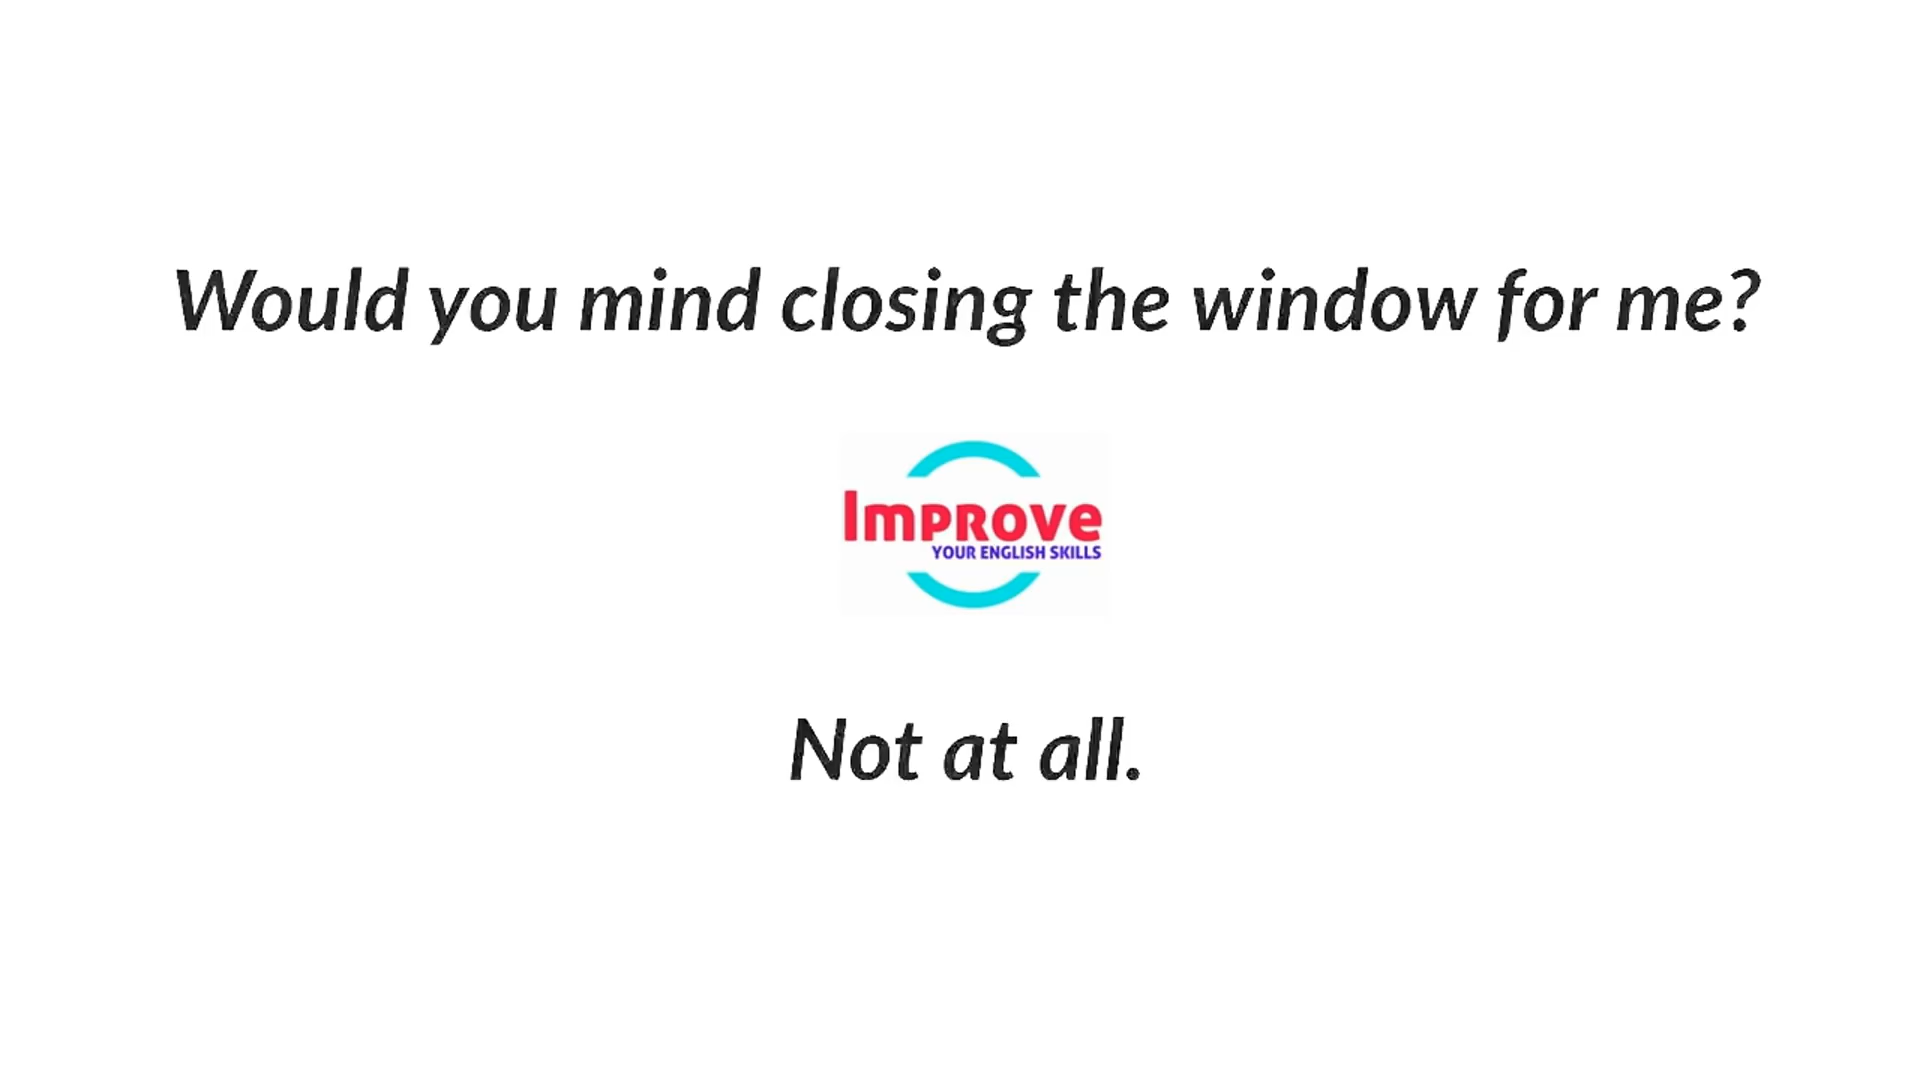 Would you mind closing the window for me?
Improve
YOUR ENGLISH SKILLS
Not at all.